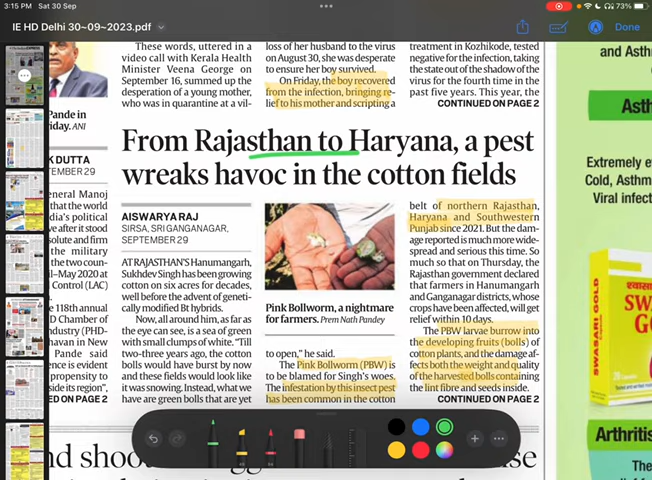 3:15 PM Sat 30 Sep
73%
IE HD Delhi 30~09~2023.pdf
Done
These words, uttered in a
video call with Kerala Health
Minister Veena George on
September 16, summed up the
desperation of a young mother,
who was in quarantine at a vil-
loss of her husband to the virus
on August 30, she was desperate
to ensure her boy survived.
On Friday, the boy recovered
from the infection, bringing re-
lief to his mother and scripting a
treatment in Kozhikode, tested
negative for the infection, taking
the state out of the shadow of the
virus for the fourth time in the
past five years. This year, the
CONTINUED ON PAGE 2
Pande in
iday. ANI
K DUTTA
TEMBER 29
eneral Manoj
that the world
dia's political
ve after it stood
solute and firm
the military
the two coun-
il–May 2020 at
Control (LAC)
e 118th annual
D Chamber of
ndustry (PHD-
havan in New
Pande said
ence is evident
propensity to
side its region",
ED ON PAGE 2
From Rajasthan to Haryana, a pest
wreaks havoc in the cotton fields
AISWARYA RAJ
SIRSA, SRI GANGANAGAR,
SEPTEMBER 29
AT RAJASTHAN'S Hanumangarh,
Sukhdev Singh has been growing
cotton on six acres for decades,
well before the advent of geneti-
cally modified Bt hybrids.
Now, all around him, as far as
the eye can see, is a sea of green
with small clumps of white. "Till
two-three years ago, the cotton
bolls would have burst by now
and these fields would look like
it was snowing. Instead, what we
have are green bolls that are yet
Pink Bollworm, a nightmare
for farmers. Prem Nath Pandey
to open," he said.
The Pink Bollworm (PBW) is
to be blamed for Singh's woes.
The infestation by this insect pest
has been common in the cotton
belt of northern Rajasthan,
Haryana and Southwestern
Punjab since 2021. But the dam-
age reported is much more wide-
spread and serious this time. So
much so that on Thursday, the
Rajasthan government declared
that farmers in Hanumangarh
and Ganganagar districts, whose
crops have been affected, will get
relief within 10 days.
The PBW larvae burrow into
the developing fruits (bolls) of
cotton plants, and the damage af-
fects both the weight and quality
of the harvested bolls containing
the lint fibre and seeds inside.
CONTINUED ON PAGE 2
and Asth
Asth
Extremely e
Cold, Asthm
Viral infect
SWASARI GOLD
SWA
GO
Arthritis
The
nd shoo